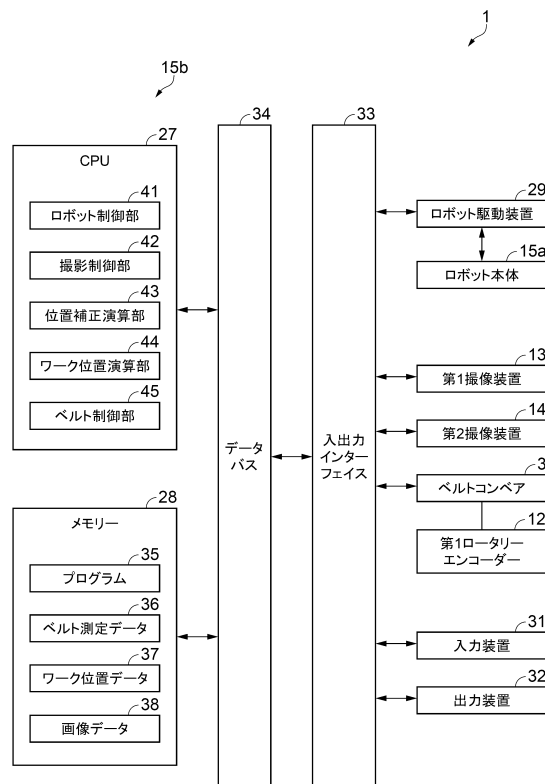 1
15b
34
33
27
CPU
41
ロボット制御部
42
撮影制御部
43
位置補正演算部
44
ワーク位置演算部
45
ベルト制御部
28
メモリー
35
プログラム
36
ベルト測定データ
37
ワーク位置データ
38
画像データ
データ
バス
入出力
インター
フェイス
29
ロボット駆動装置
15a
ロボット本体
13
第1撮像装置
14
第2撮像装置
3
ベルトコンベア
12
第1ロータリー
エンコーダー
31
入力装置
32
出力装置